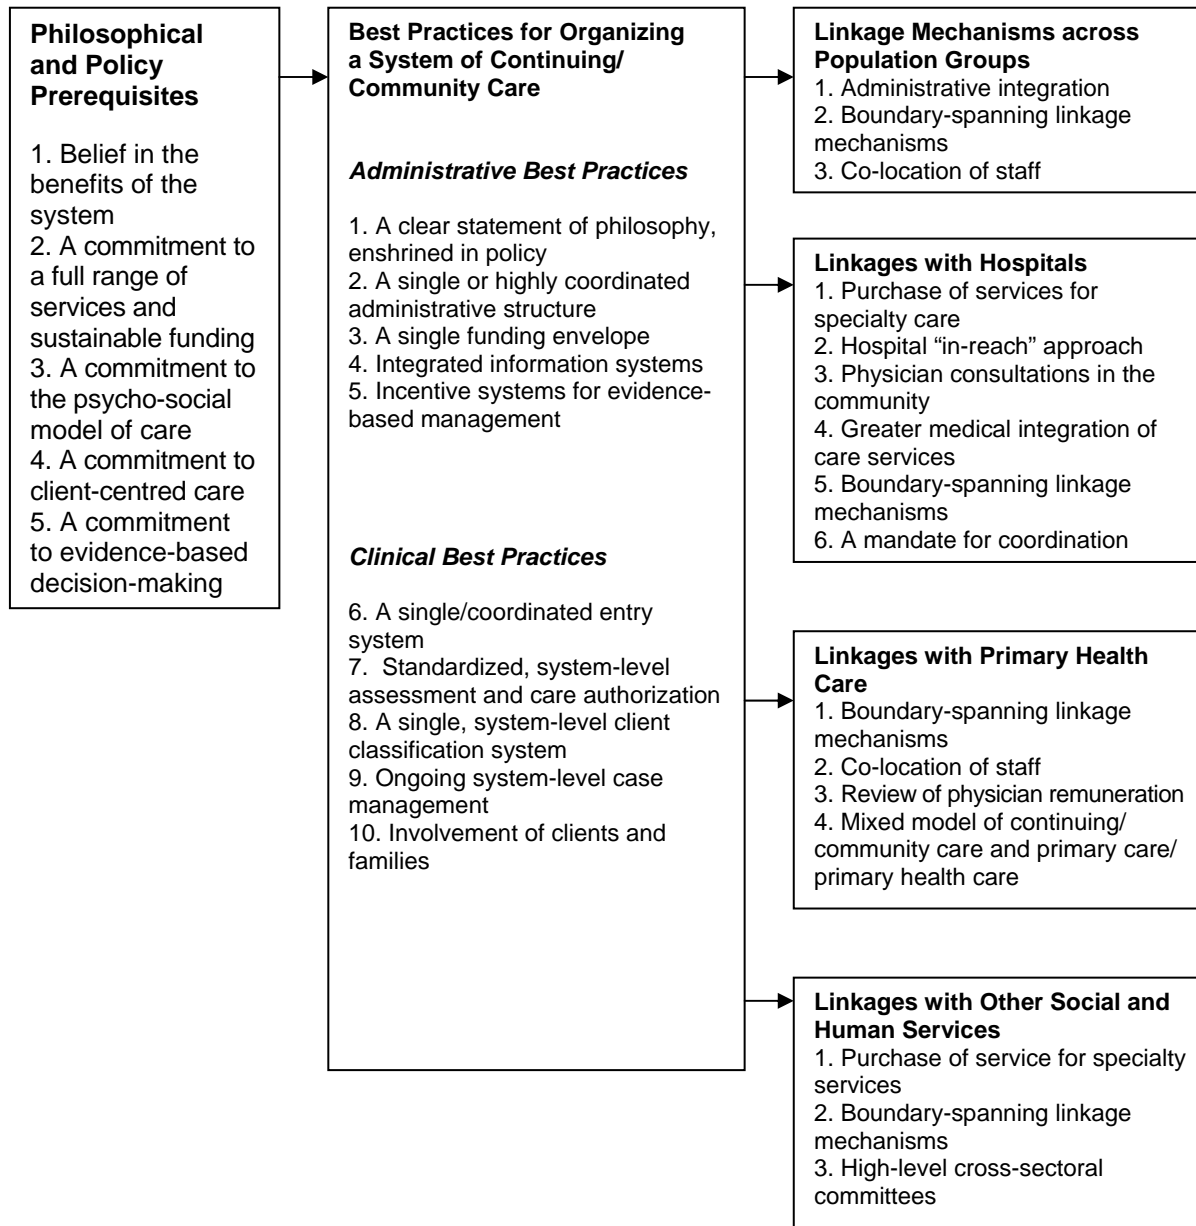 Philosophical
and Policy
Prerequisites
1. Belief in the
benefits of the
system
2. A commitment to
a full range of
services and
sustainable funding
3. A commitment to
the psycho-social
model of care
4. A commitment to
client-centred care
5. A commitment
to evidence-based
decision-making
Best Practices for Organizing
a System of Continuing/
Community Care
Administrative Best Practices
1. A clear statement of philosophy,
enshrined in policy
2. A single or highly coordinated
administrative structure
3. A single funding envelope
4. Integrated information systems
5. Incentive systems for evidence-
based management
Clinical Best Practices
6. A single/coordinated entry
system
7. Standardized, system-level
assessment and care authorization
8. A single, system-level client
classification system
9. Ongoing system-level case
management
10. Involvement of clients and
families
Linkage Mechanisms across
Population Groups
1. Administrative integration
2. Boundary-spanning linkage
mechanisms
3. Co-location of staff
Linkages with Hospitals
1. Purchase of services for
specialty care
2. Hospital “in-reach” approach
3. Physician consultations in the
community
4. Greater medical integration of
care services
5. Boundary-spanning linkage
mechanisms
6. A mandate for coordination
Linkages with Primary Health
Care
1. Boundary-spanning linkage
mechanisms
2. Co-location of staff
3. Review of physician remuneration
4. Mixed model of continuing/
community care and primary care/
primary health care
Linkages with Other Social and
Human Services
1. Purchase of service for specialty
services
2. Boundary-spanning linkage
mechanisms
3. High-level cross-sectoral
committees